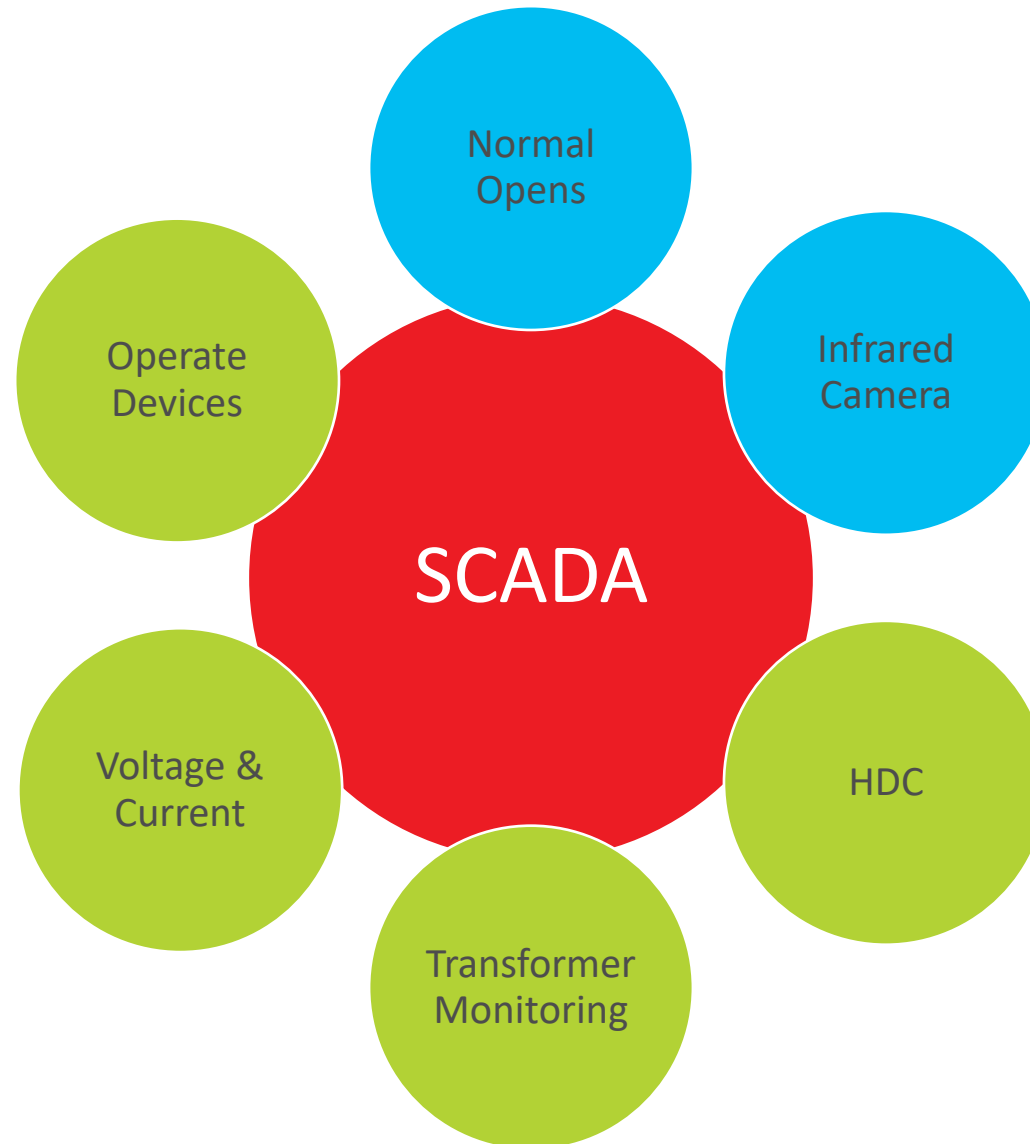 Normal
Opens
Infrared
Camera
Operate
Devices
SCADA
HDC
Voltage &
Current
Transformer
Monitoring